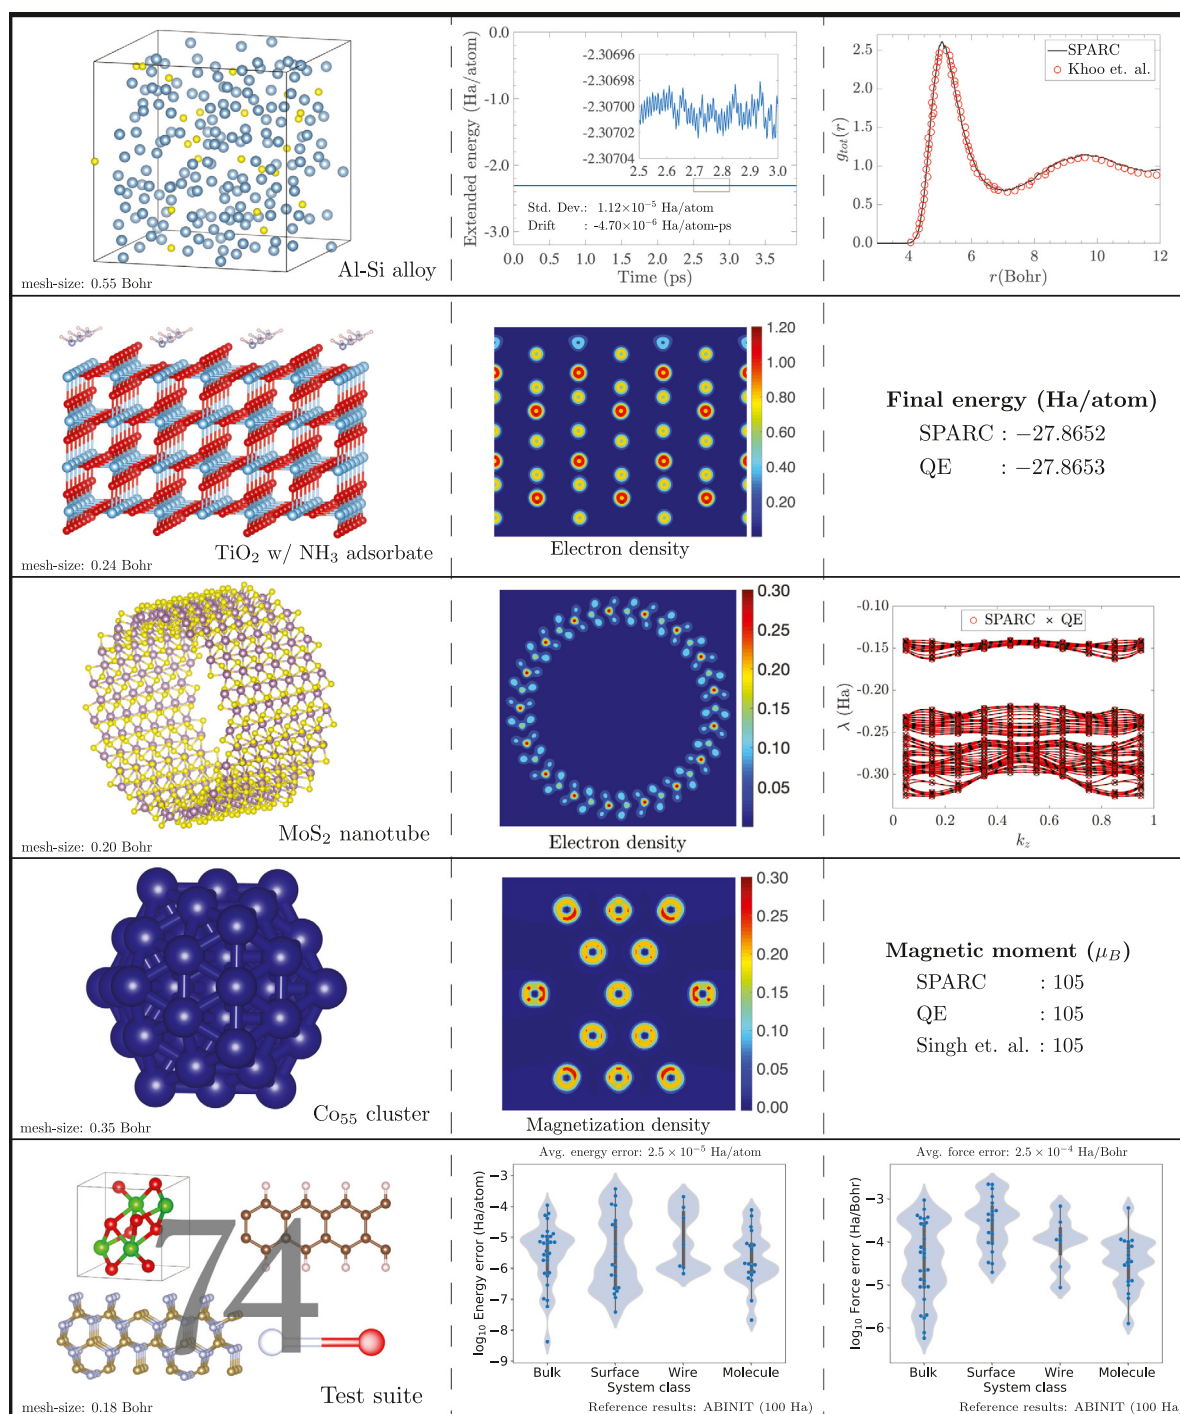 Al-Si alloy
mesh-size: 0.55 Bohr
Extended energy (Ha/atom)
0.0
-1.0
-2.0
-3.0
0.0 0.5 1.0 1.5 2.0 2.5 3.0 3.5
Time (ps)
-2.30696
-2.30698
-2.30700
-2.30702
-2.30704
2.5 2.6 2.7 2.8 2.9 3.0
Std. Dev.: 1.12×10⁻⁵ Ha/atom
Drift : -4.70×10⁻⁶ Ha/atom-ps
g_tot(r)
2.5
2.0
1.5
1.0
0.5
0.0
4 6 8 10 12
r(Bohr)
SPARC
Khoo et. al.
TiO₂ w/ NH₃ adsorbate
mesh-size: 0.24 Bohr
1.20
1.00
0.80
0.60
0.40
0.20
Electron density
Final energy (Ha/atom)
SPARC : −27.8652
QE : −27.8653
MoS₂ nanotube
mesh-size: 0.20 Bohr
0.30
0.25
0.20
0.15
0.10
0.05
Electron density
λ (Ha)
-0.10
-0.15
-0.20
-0.25
-0.30
SPARC × QE
0 0.2 0.4 0.6 0.8 1
k_z
Co₅₅ cluster
mesh-size: 0.35 Bohr
0.30
0.25
0.20
0.15
0.10
0.05
0.00
Magnetization density
Magnetic moment (μ_B)
SPARC : 105
QE : 105
Singh et. al. : 105
74
Test suite
mesh-size: 0.18 Bohr
Avg. energy error: 2.5 × 10⁻⁵ Ha/atom
log₁₀ Energy error (Ha/atom)
−3
−4
−5
−6
−7
−8
−9
Bulk Surface Wire Molecule
System class
Reference results: ABINIT (100 Ha)
Avg. force error: 2.5 × 10⁻⁴ Ha/Bohr
log₁₀ Force error (Ha/Bohr)
−3
−4
−5
−6
Bulk Surface Wire Molecule
System class
Reference results: ABINIT (100 Ha)